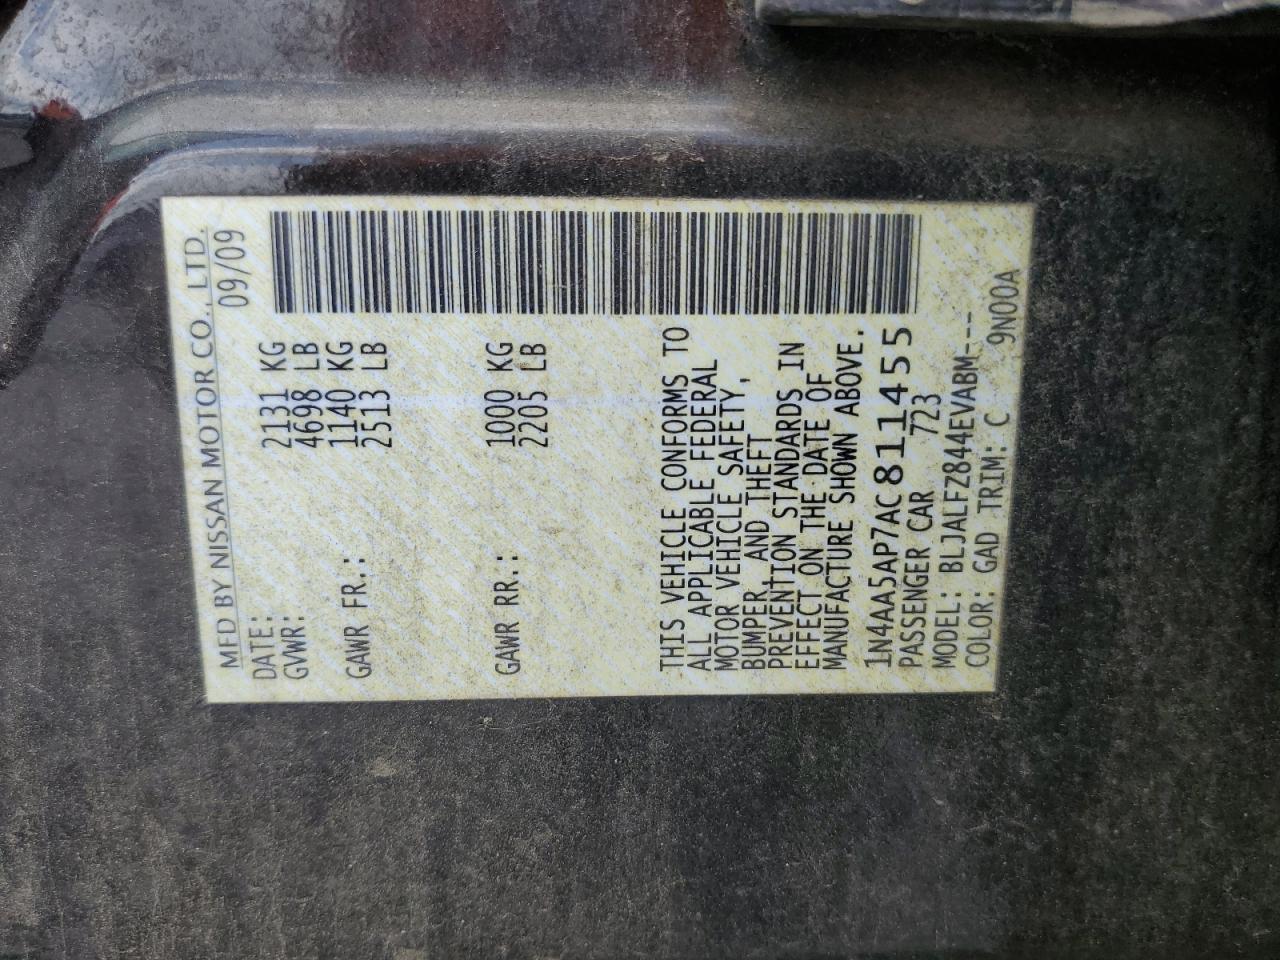 MFD BY NISSAN MOTOR CO., LTD.
DATE: 09/09
GVWR: 2131 KG
4698 LB
GAWR FR.: 1140 KG
2513 LB
GAWR RR.: 1000 KG
2205 LB
THIS VEHICLE CONFORMS TO
ALL APPLICABLE FEDERAL
MOTOR VEHICLE SAFETY,
BUMPER, AND THEFT
PREVENTION STANDARDS IN
EFFECT ON THE DATE OF
MANUFACTURE SHOWN ABOVE.
1N4AA5AP7AC811455
PASSENGER CAR 723
MODEL: BLJALFZ844EVABM---
COLOR: GAD TRIM: C 9N00A